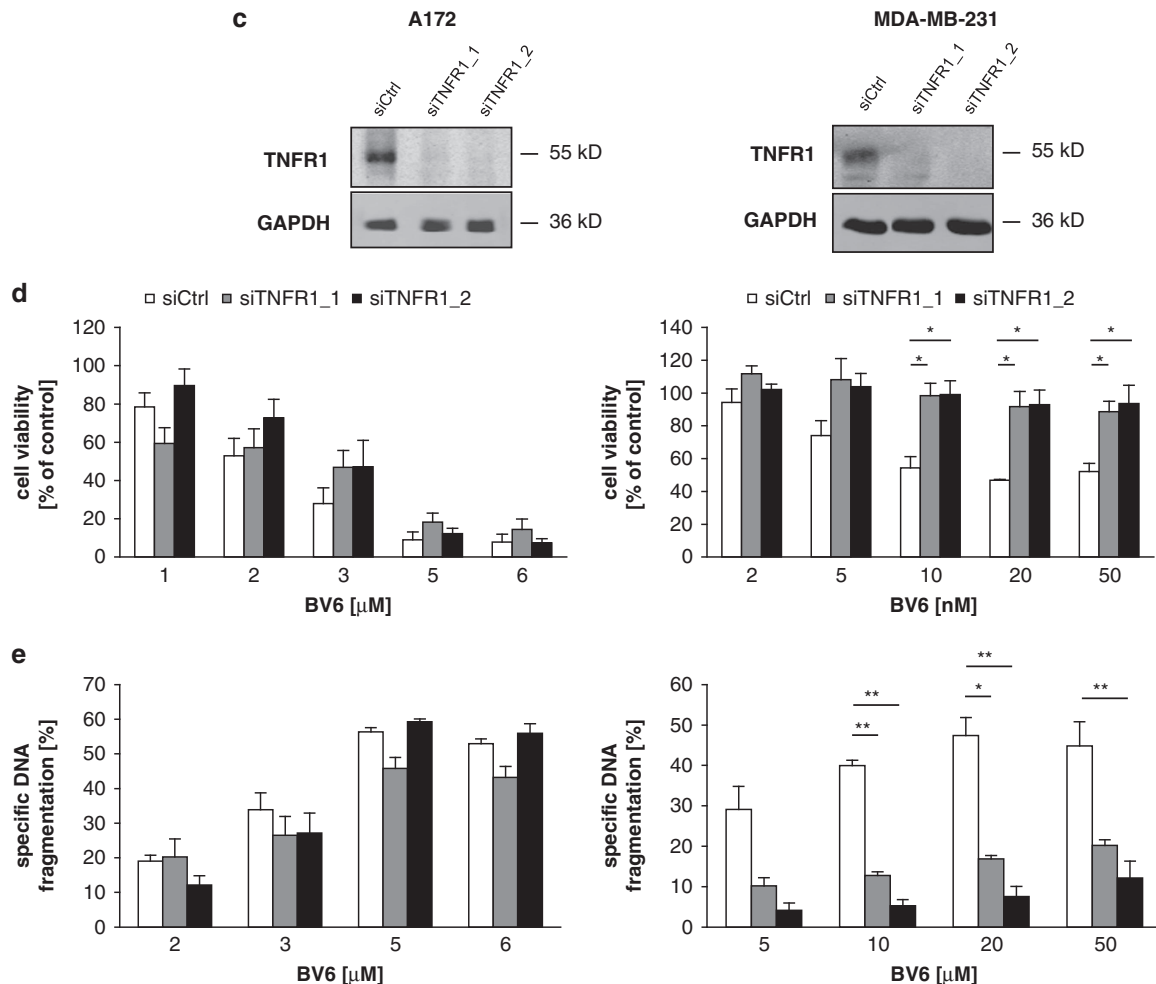 c
A172
MDA-MB-231
siCtrl
siTNFR1_1
siTNFR1_2
siCtrl
siTNFR1_1
siTNFR1_2
TNFR1
55 kD
TNFR1
55 kD
GAPDH
36 kD
GAPDH
36 kD
d
siCtrl siTNFR1_1 siTNFR1_2
siCtrl siTNFR1_1 siTNFR1_2
cell viability
[% of control]
120
100
80
60
40
20
0
1 2 3 5 6
BV6 [μM]
cell viability
[% of control]
140
120
100
80
60
40
20
0
* * *
* * *
2 5 10 20 50
BV6 [nM]
e
specific DNA
fragmentation [%]
70
60
50
40
30
20
10
0
2 3 5 6
BV6 [μM]
specific DNA
fragmentation [%]
60
50
40
30
20
10
0
** ** **
** *
5 10 20 50
BV6 [μM]